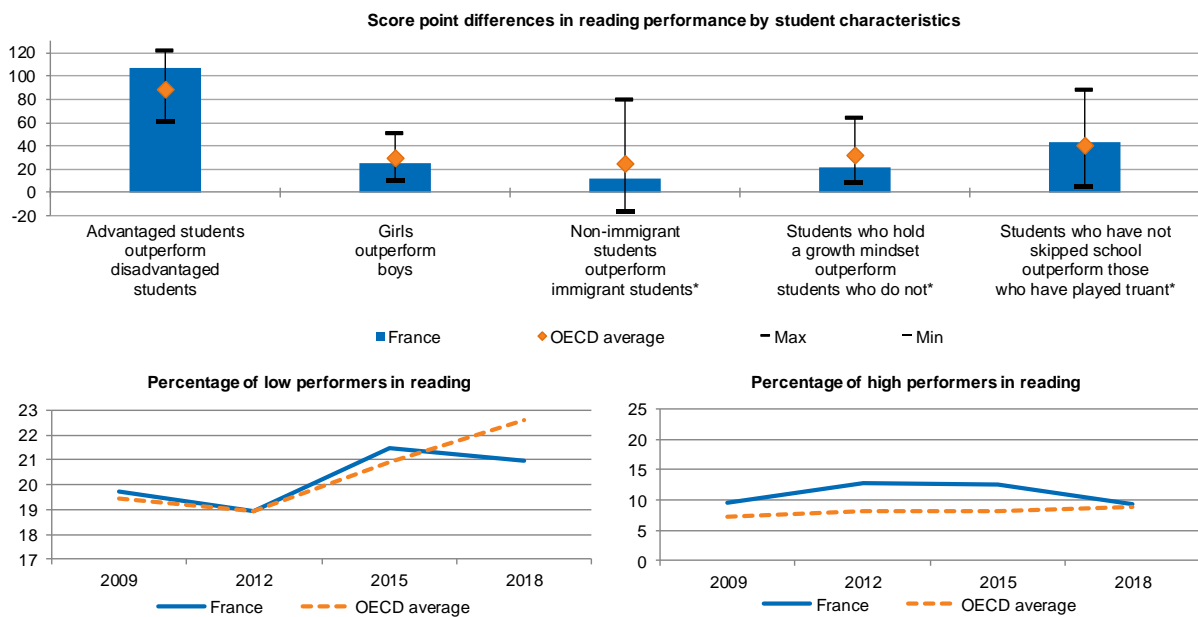 Score point differences in reading performance by student characteristics
120
100
80
60
40
20
0
-20
Advantaged students
outperform
disadvantaged
students
Girls
outperform
boys
Non-immigrant
students
outperform
immigrant students*
Students who hold
a growth mindset
outperform
students who do not*
Students who have not
skipped school
outperform those
who have played truant*
France
OECD average
Max
Min
Percentage of low performers in reading
23
22
21
20
19
18
17
2009
2012
2015
2018
France
OECD average
Percentage of high performers in reading
25
20
15
10
5
0
2009
2012
2015
2018
France
OECD average